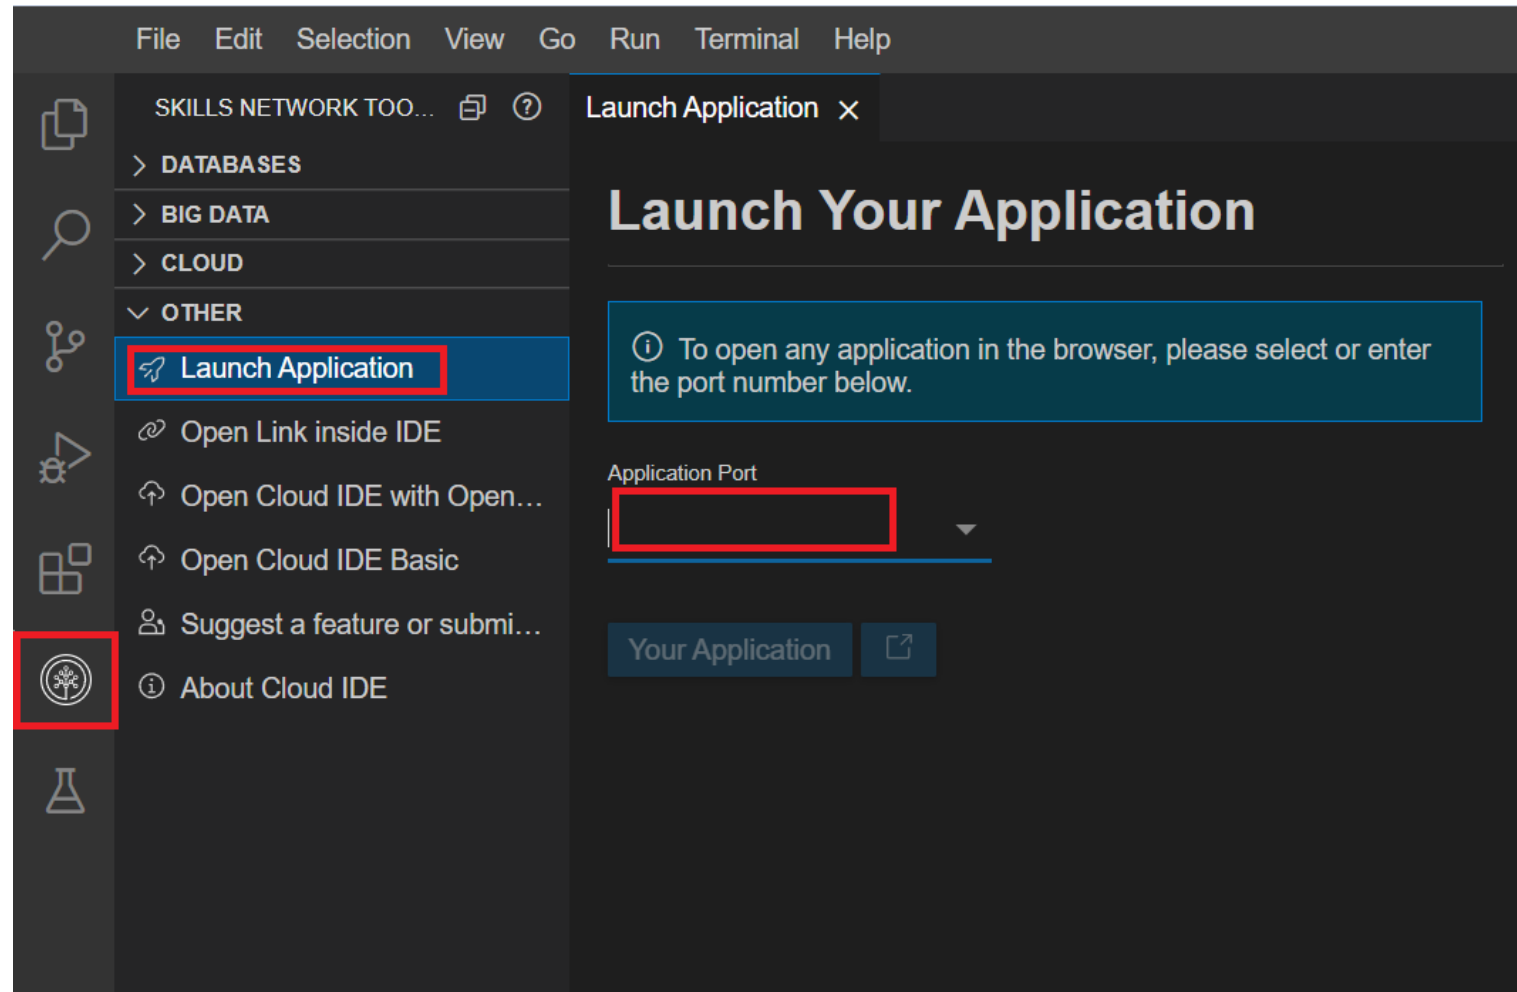 File Edit Selection View Go Run Terminal Help
SKILLS NETWORK TOO...
Launch Application
DATABASES
BIG DATA
CLOUD
OTHER
Launch Application
Open Link inside IDE
Open Cloud IDE with Open...
Open Cloud IDE Basic
Suggest a feature or submi...
About Cloud IDE
Launch Your Application
To open any application in the browser, please select or enter
the port number below.
Application Port
Your Application